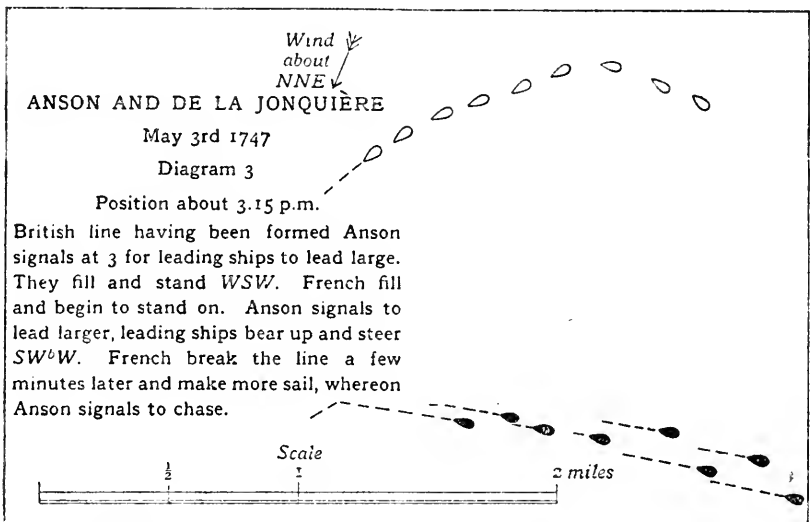 Wind
about
NNE
ANSON AND DE LA JONQUIÈRE
May 3rd 1747
Diagram 3
Position about 3.15 p.m.
British line having been formed Anson
signals at 3 for leading ships to lead large.
They fill and stand WSW. French fill
and begin to stand on. Anson signals to
lead larger, leading ships bear up and steer
SWᵇW. French break the line a few
minutes later and make more sail, whereon
Anson signals to chase.
Scale
½ 1 2 miles